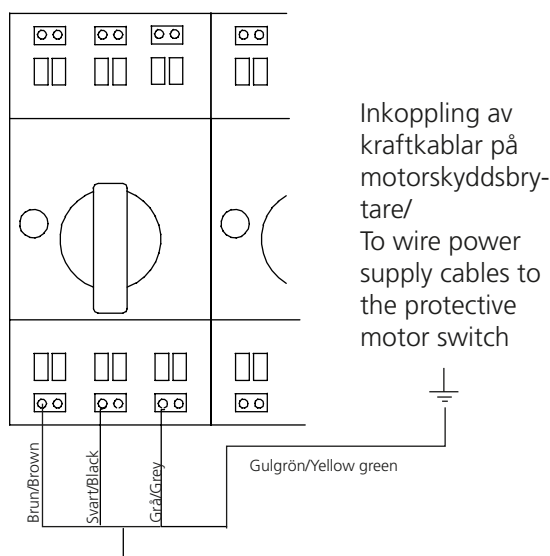 Inkoppling av
kraftkablar på
motorskyddsbry-
tare/
To wire power
supply cables to
the protective
motor switch
Brun/Brown
Svart/Black
Grå/Grey
Gulgrön/Yellow green